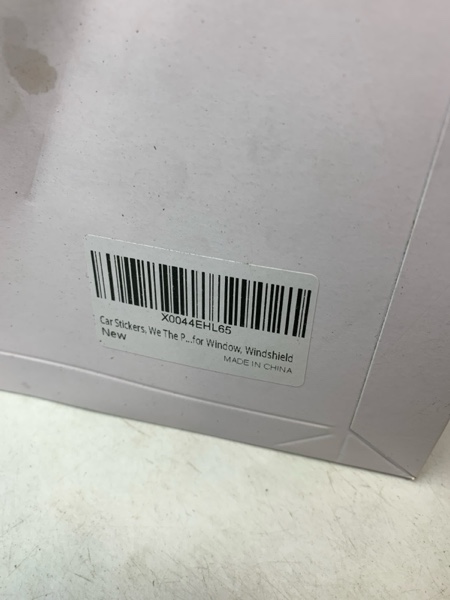 X0044EHL65
Car Stickers, We The P...for Window, Windshield
New
MADE IN CHINA